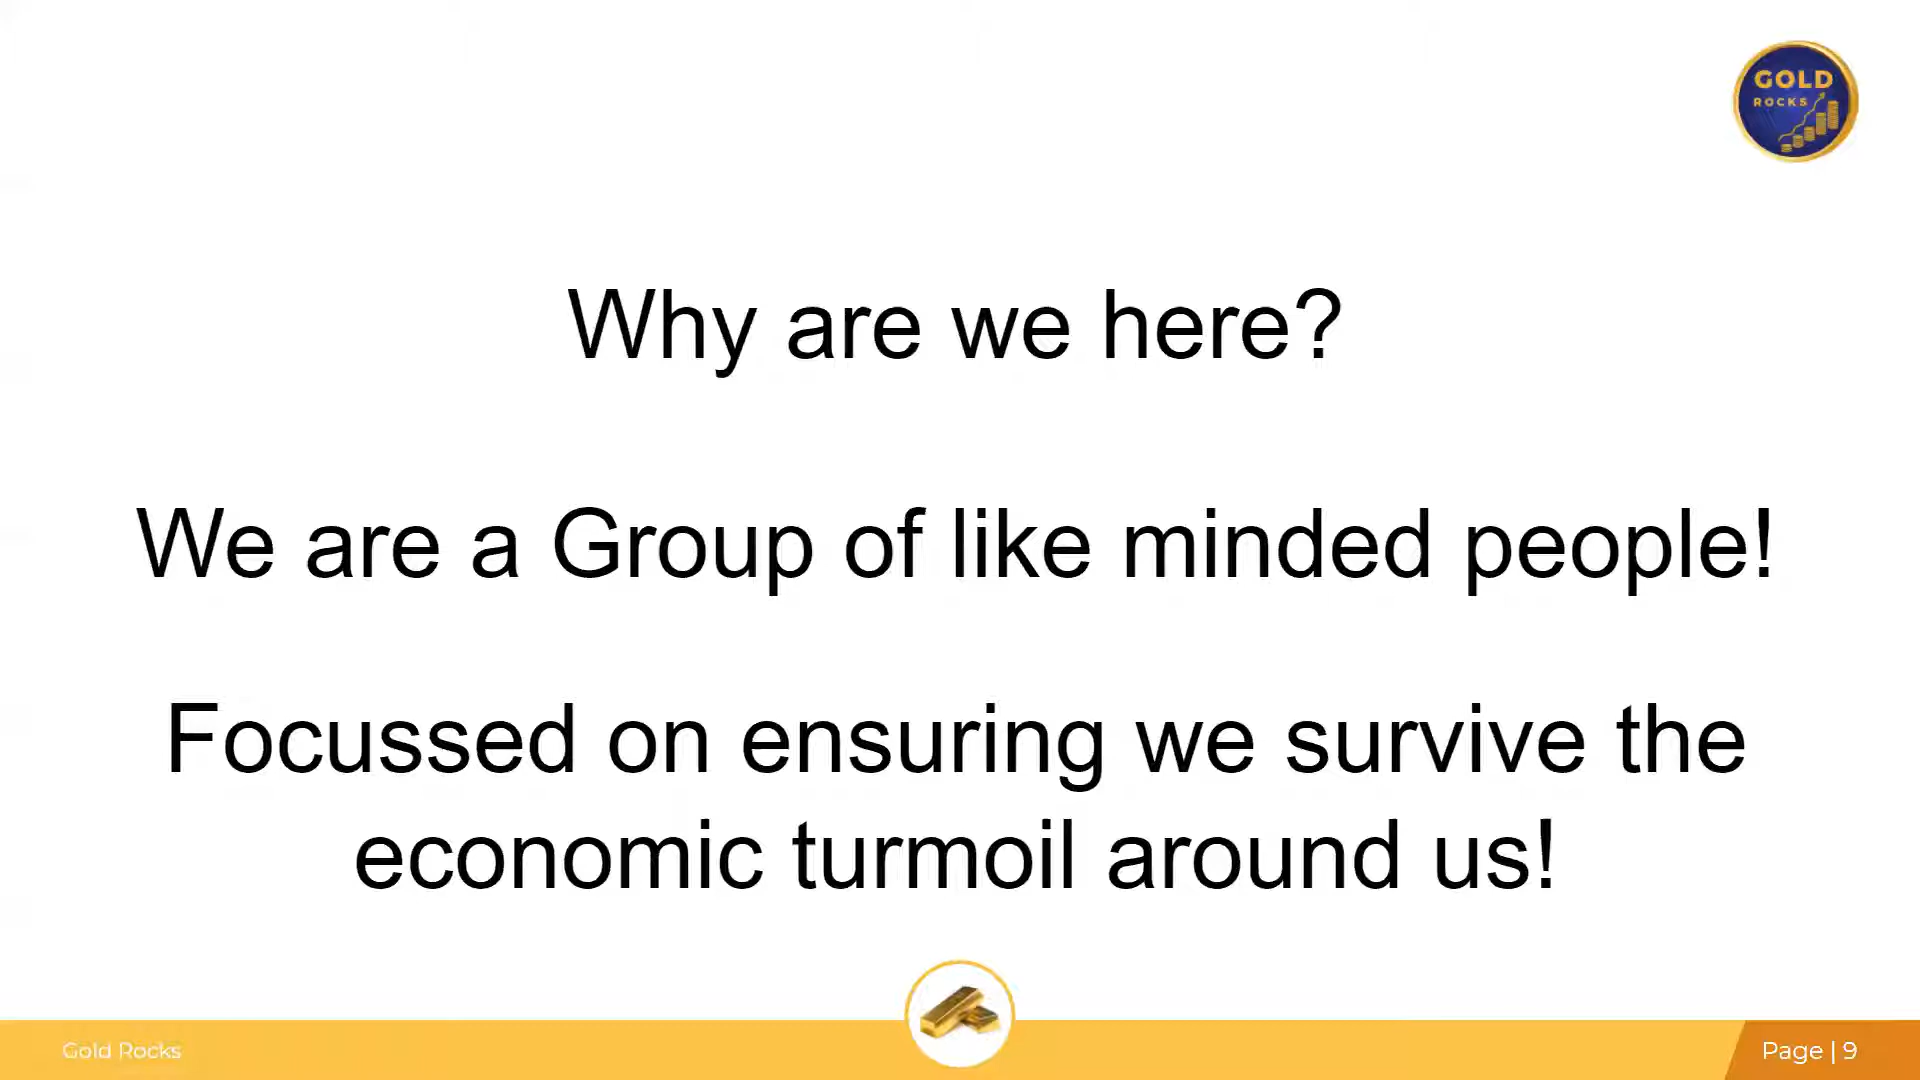 GOLD
ROCKS
Why are we here?
We are a Group of like minded people!
Focussed on ensuring we survive the
economic turmoil around us!
Gold Rocks
Page | 9